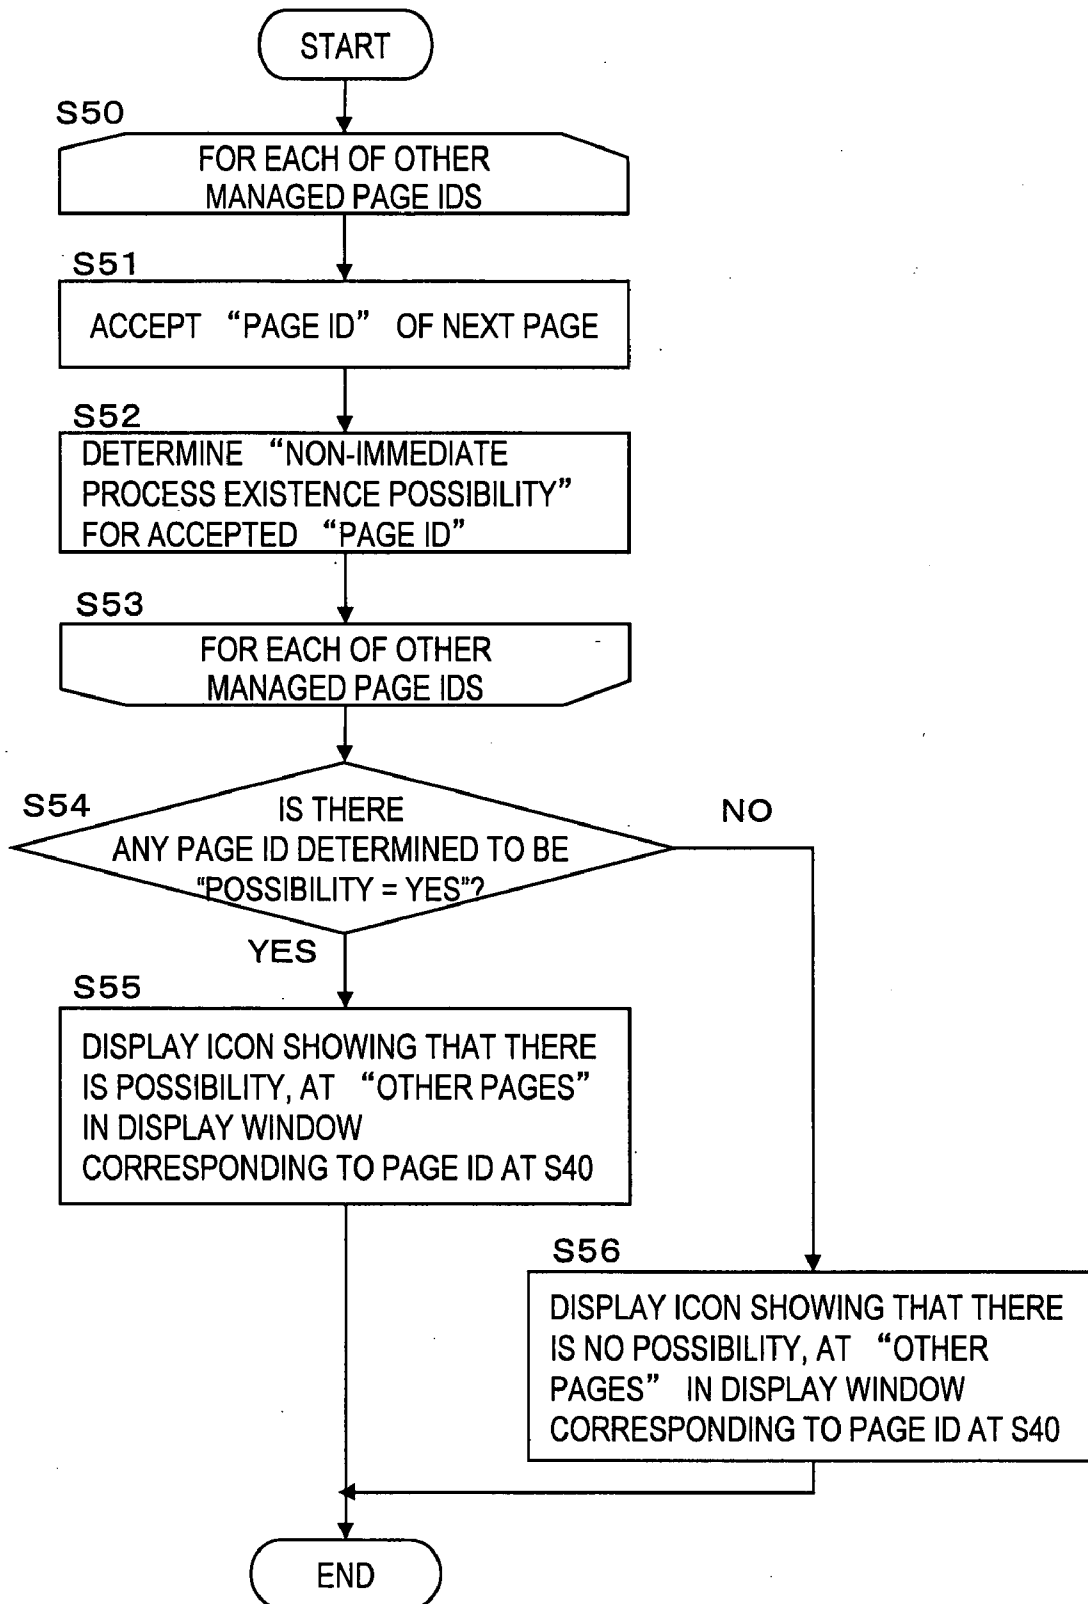 START
S50
FOR EACH OF OTHER
MANAGED PAGE IDS
S51
ACCEPT “PAGE ID” OF NEXT PAGE
S52
DETERMINE “NON-IMMEDIATE
PROCESS EXISTENCE POSSIBILITY”
FOR ACCEPTED “PAGE ID”
S53
FOR EACH OF OTHER
MANAGED PAGE IDS
S54
IS THERE
ANY PAGE ID DETERMINED TO BE
“POSSIBILITY = YES”?
NO
YES
S55
DISPLAY ICON SHOWING THAT THERE
IS POSSIBILITY, AT “OTHER PAGES”
IN DISPLAY WINDOW
CORRESPONDING TO PAGE ID AT S40
S56
DISPLAY ICON SHOWING THAT THERE
IS NO POSSIBILITY, AT “OTHER
PAGES” IN DISPLAY WINDOW
CORRESPONDING TO PAGE ID AT S40
END